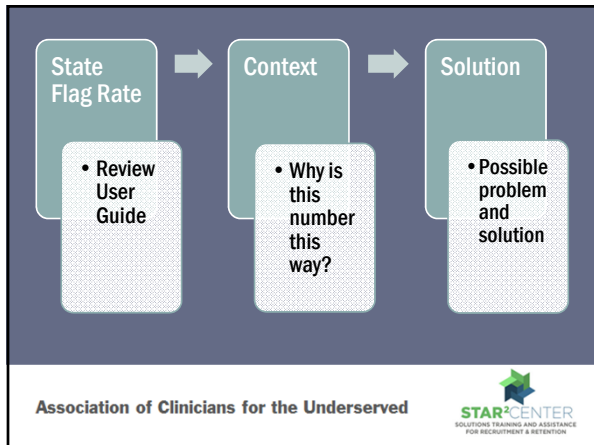 State
Flag Rate
• Review
User
Guide
Context
• Why is
this
number
this
way?
Solution
• Possible
problem
and
solution
Association of Clinicians for the Underserved
STAR²CENTER
SOLUTIONS TRAINING AND ASSISTANCE
FOR RECRUITMENT & RETENTION